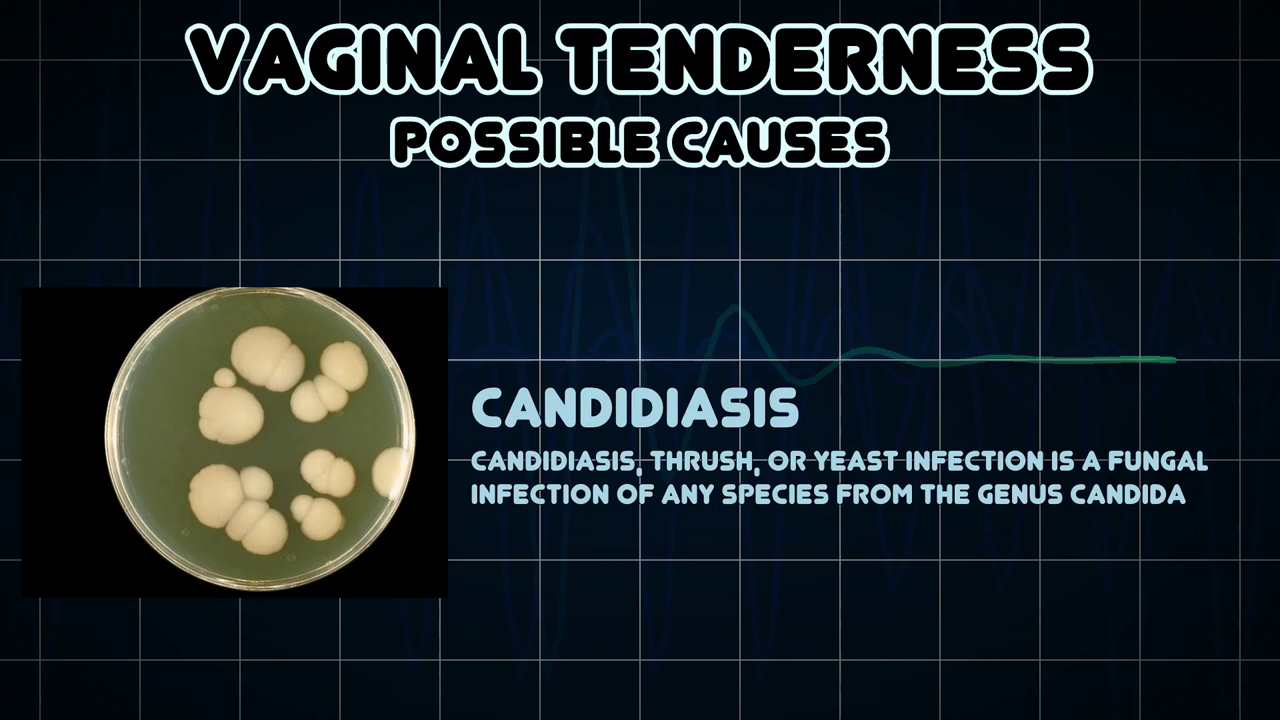 VAGINAL TENDERNESS
POSSIBLE CAUSES
CANDIDIASIS
CANDIDIASIS, THRUSH, OR YEAST INFECTION IS A FUNGAL
INFECTION OF ANY SPECIES FROM THE GENUS CANDIDA